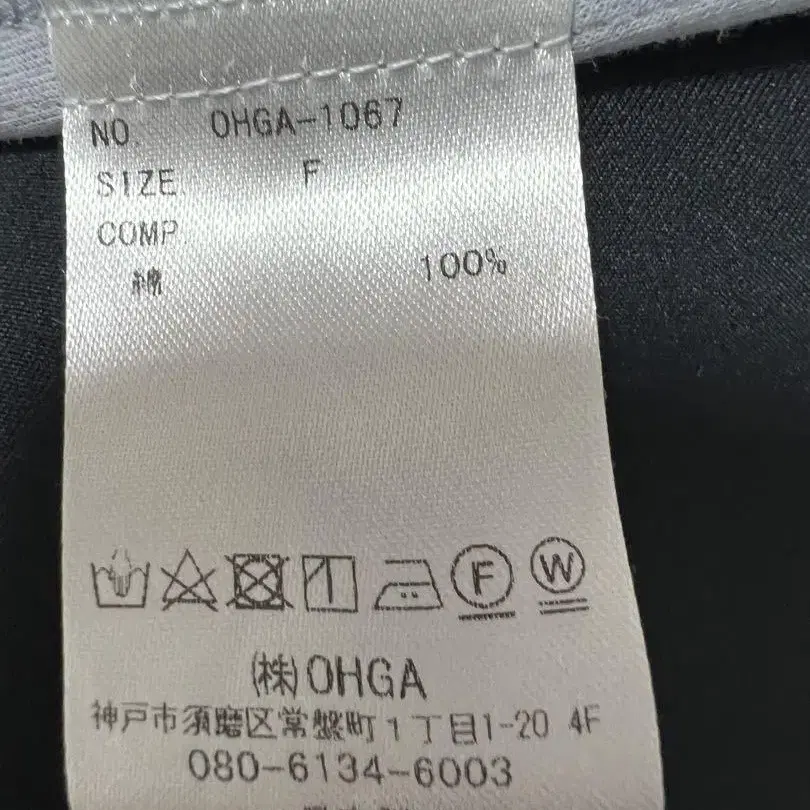 NO. OHGA-1067
SIZE. F
COMP.
綿 100%
F W
(株)OHGA
神戸市須磨区常盤町1丁目1-20 4F
080-6134-6003